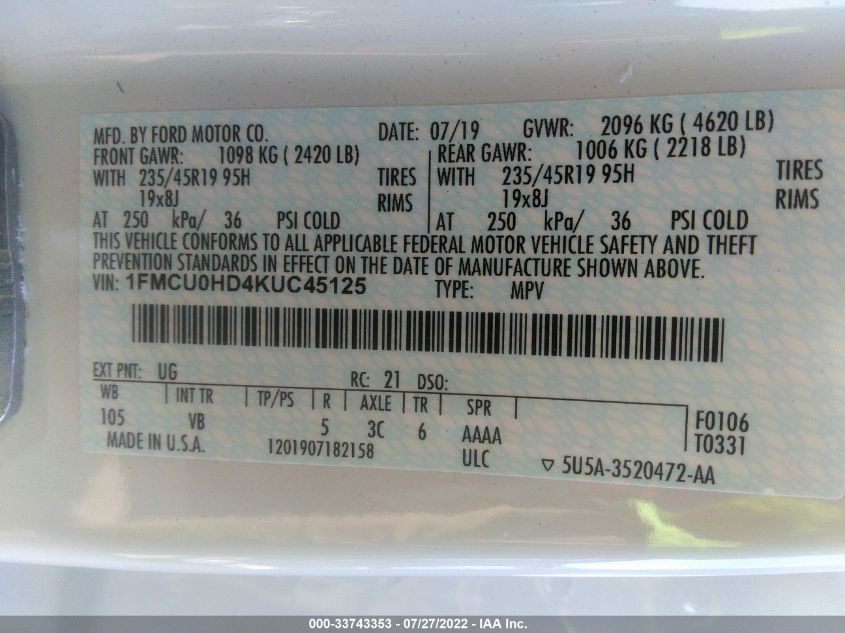 MFD. BY FORD MOTOR CO. DATE: 07/19 GVWR: 2096 KG ( 4620 LB)
FRONT GAWR: 1098 KG ( 2420 LB) REAR GAWR: 1006 KG ( 2218 LB)
WITH 235/45R19 95H TIRES WITH 235/45R19 95H TIRES
19x8J RIMS 19x8J RIMS
AT 250 kPa/ 36 PSI COLD AT 250 kPa/ 36 PSI COLD
THIS VEHICLE CONFORMS TO ALL APPLICABLE FEDERAL MOTOR VEHICLE SAFETY AND THEFT
PREVENTION STANDARDS IN EFFECT ON THE DATE OF MANUFACTURE SHOWN ABOVE.
VIN: 1FMCU0HD4KUC45125 TYPE: MPV
EXT PNT: UG RC: 21 DSO:
WB INT TR TP/PS R AXLE TR SPR
105 VB 5 3C 6 AAAA F0106
MADE IN U.S.A. 1201907182158 ULC T0331
▽ 5U5A-3520472-AA
000-33743353 - 07/27/2022 - IAA Inc.